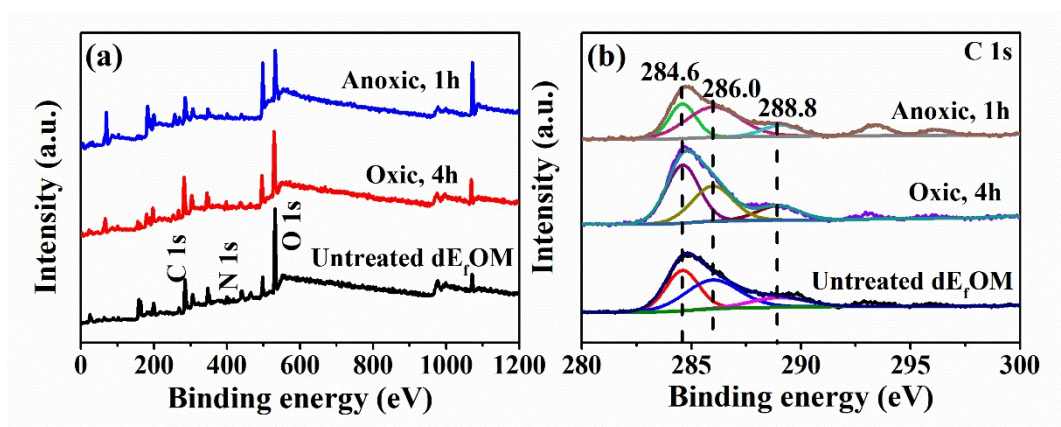 (a)
Anoxic, 1h
Oxic, 4h
Untreated dEfOM
C 1s
N 1s
O 1s
Intensity (a.u.)
0 200 400 600 800 1000 1200
Binding energy (eV)
(b)
C 1s
284.6
286.0
288.8
Anoxic, 1h
Oxic, 4h
Untreated dEfOM
Intensity (a.u.)
280 285 290 295 300
Binding energy (eV)